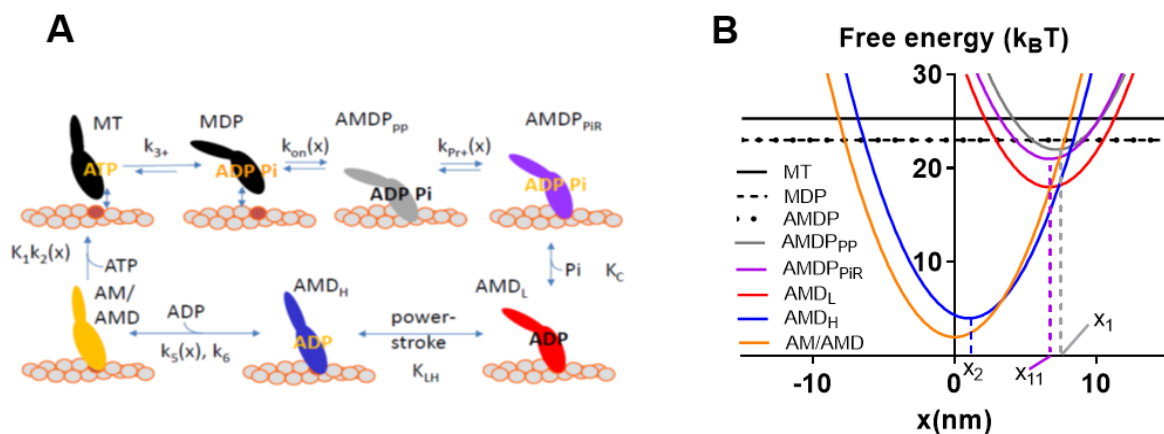 A
MT
MDP
AMDPPP
AMDPPiR
k3+
kon(x)
kPr+(x)
ATP
ADP Pi
ADP Pi
ADP Pi
K1k2(x)
ATP
Pi
KC
AM/
AMD
ADP
AMDH
power-
stroke
AMDL
ADP
ADP
k5(x), k6
KLH
B
Free energy (kBT)
30
20
10
MT
MDP
AMDP
AMDPPP
AMDPPiR
AMDL
AMDH
AM/AMD
-10
0
10
x2
x11
x1
x(nm)